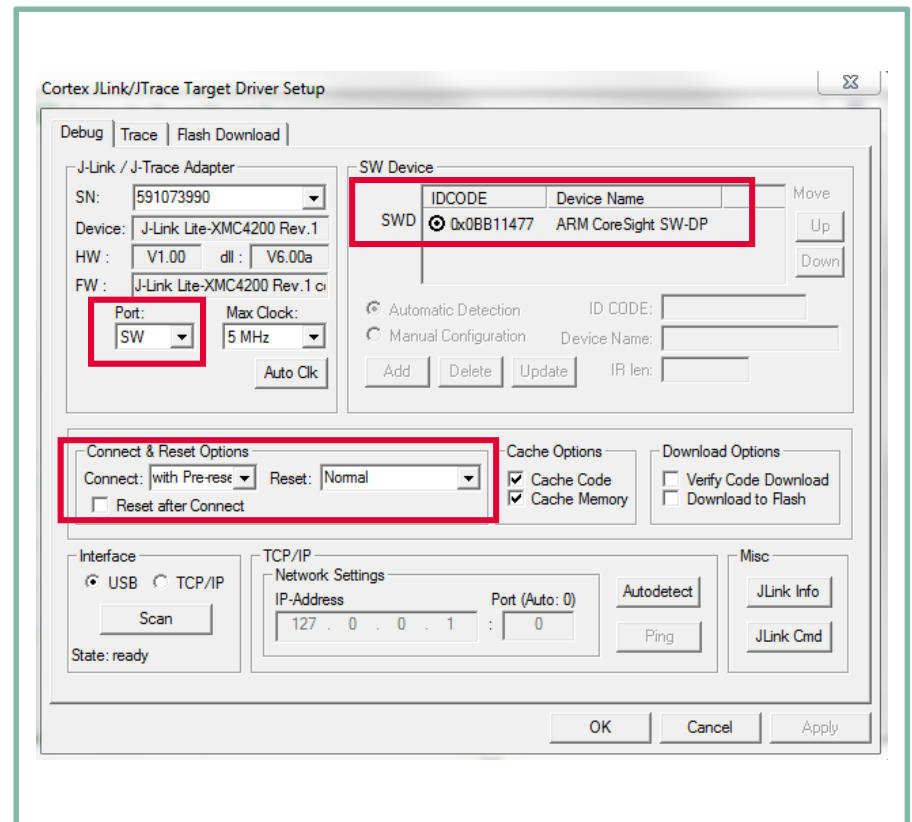 Cortex JLink/JTrace Target Driver Setup
Debug Trace Flash Download
J-Link / J-Trace Adapter
SN: 591073990
Device: J-Link Lite-XMC4200 Rev.1
HW : V1.00 dll : V6.00a
FW : J-Link Lite-XMC4200 Rev.1 c
Port: Max Clock:
SW 5 MHz
Auto Clk
SW Device
IDCODE Device Name Move
SWD 0x0BB11477 ARM CoreSight SW-DP Up
Down
Automatic Detection ID CODE:
Manual Configuration Device Name:
Add Delete Update IR len:
Connect & Reset Options
Connect: with Pre-rese Reset: Normal
Reset after Connect
Cache Options
Cache Code
Cache Memory
Download Options
Verify Code Download
Download to Flash
Interface
USB TCP/IP
Scan
State: ready
TCP/IP
Network Settings
IP-Address Port (Auto: 0)
127 . 0 . 0 . 1 : 0
Autodetect
Ping
Misc
JLink Info
JLink Cmd
OK Cancel Apply